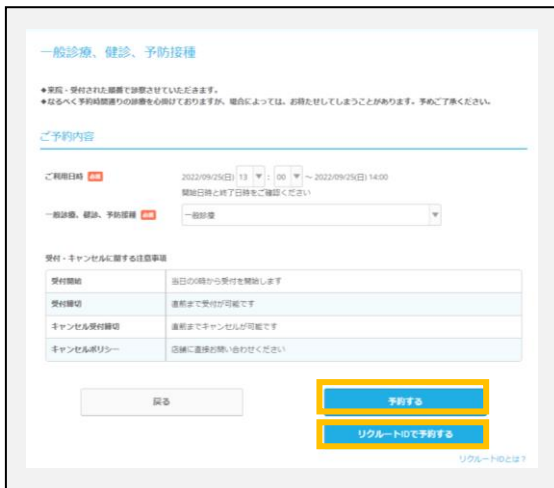 一般診療、健診、予防接種
◆来院・受付された順番で診察させていただきます。
◆なるべく予約時間通りの診療を心掛けておりますが、場合によっては、お待たせしてしまうことがあります。予めご了承ください。
ご予約内容
ご利用日時 必須 2022/09/25(日) 13 ▼ : 00 ▼ ～ 2022/09/25(日) 14:00
開始日時と終了日時をご確認ください
一般診療、健診、予防接種 必須 一般診療 ▼
受付・キャンセルに関する注意事項
受付開始 当日の0時から受付を開始します
受付締切 直前まで受付が可能です
キャンセル受付締切 直前までキャンセルが可能です
キャンセルポリシー 店舗に直接お問い合わせください
戻る 予約する
リクルートIDで予約する
リクルートIDとは？